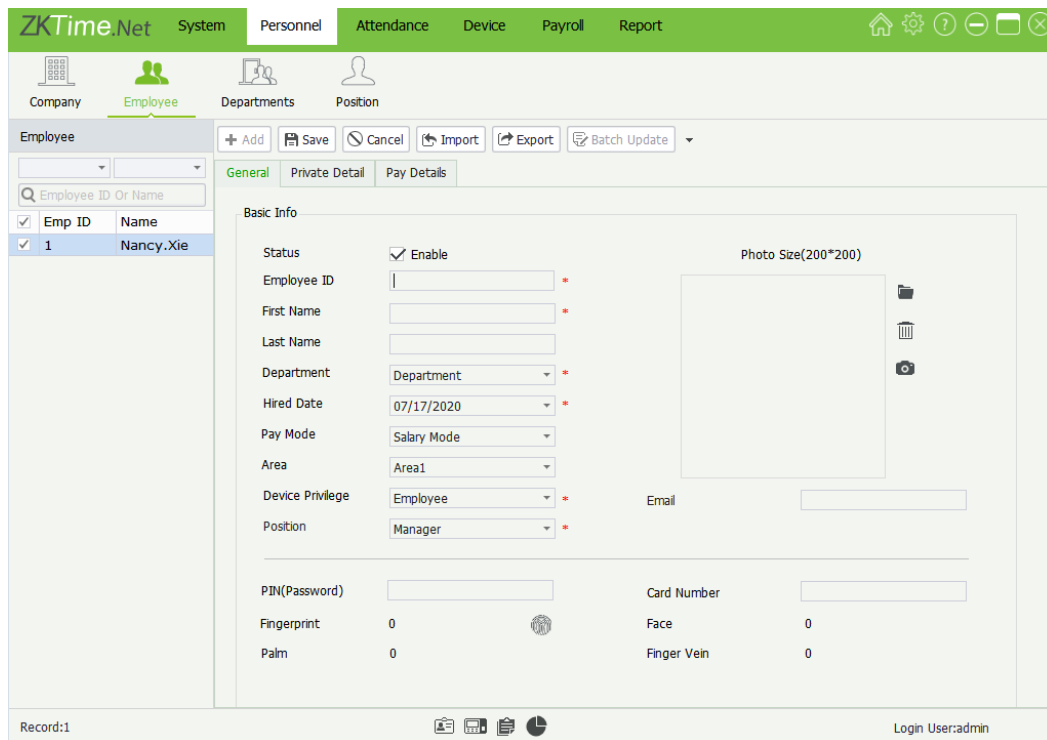 ZKTime.Net System Personnel Attendance Device Payroll Report
Company Employee Departments Position
Employee
+ Add Save Cancel Import Export Batch Update
General Private Detail Pay Details
Employee ID Or Name
Emp ID Name
1 Nancy.Xie
Basic Info
Status Enable Photo Size(200*200)
Employee ID *
First Name *
Last Name
Department Department *
Hired Date 07/17/2020 *
Pay Mode Salary Mode
Area Area1
Device Privilege Employee * Email
Position Manager *
PIN(Password) Card Number
Fingerprint 0 Face 0
Palm 0 Finger Vein 0
Record:1 Login User:admin